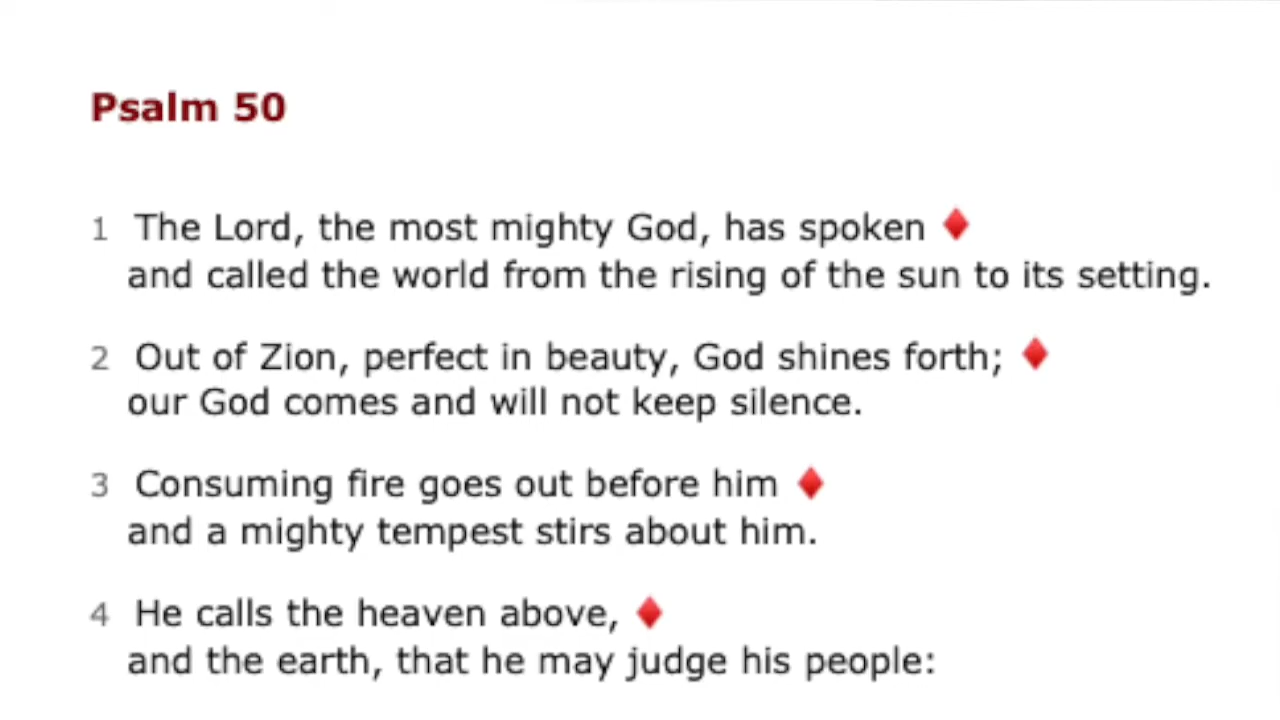 Psalm 50
1 The Lord, the most mighty God, has spoken ♦
and called the world from the rising of the sun to its setting.
2 Out of Zion, perfect in beauty, God shines forth; ♦
our God comes and will not keep silence.
3 Consuming fire goes out before him ♦
and a mighty tempest stirs about him.
4 He calls the heaven above, ♦
and the earth, that he may judge his people: